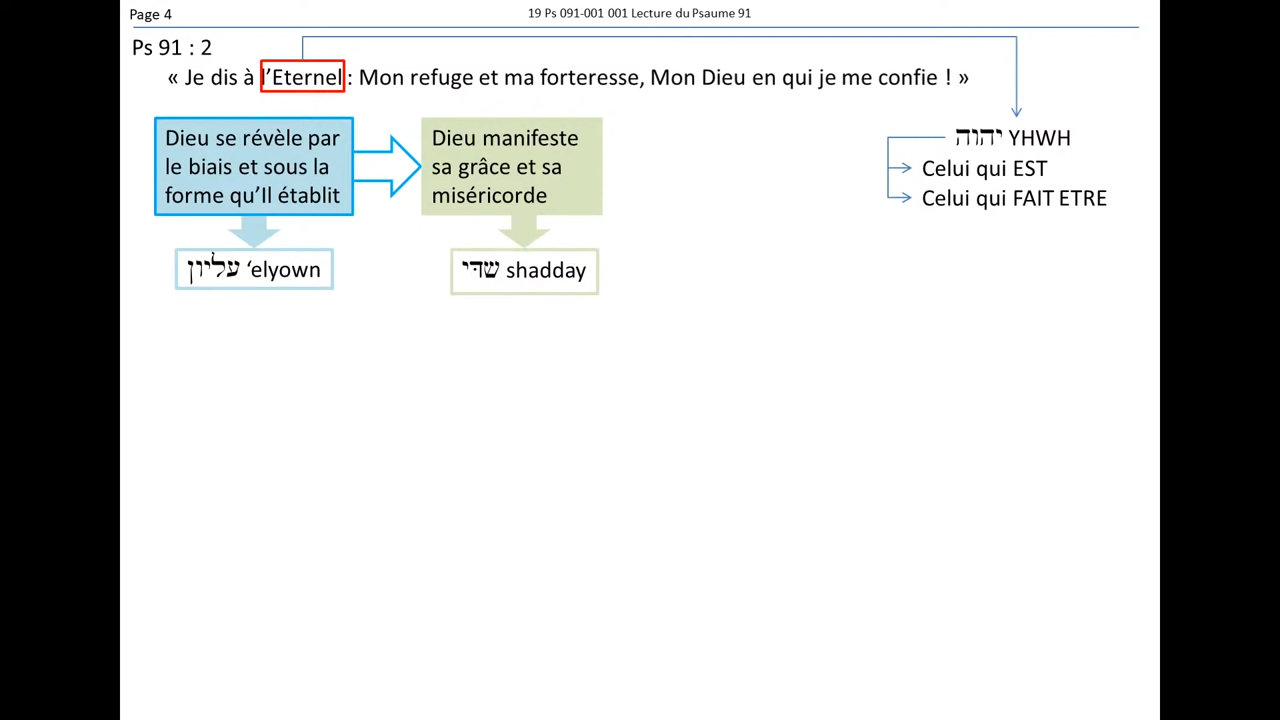 Page 4
19 Ps 091-001 001 Lecture du Psaume 91
Ps 91 : 2
« Je dis à l’Eternel : Mon refuge et ma forteresse, Mon Dieu en qui je me confie ! »
Dieu se révèle par
le biais et sous la
forme qu’Il établit
Dieu manifeste
sa grâce et sa
miséricorde
יהוה YHWH
Celui qui EST
Celui qui FAIT ETRE
עליון ‘elyown
שדי shadday